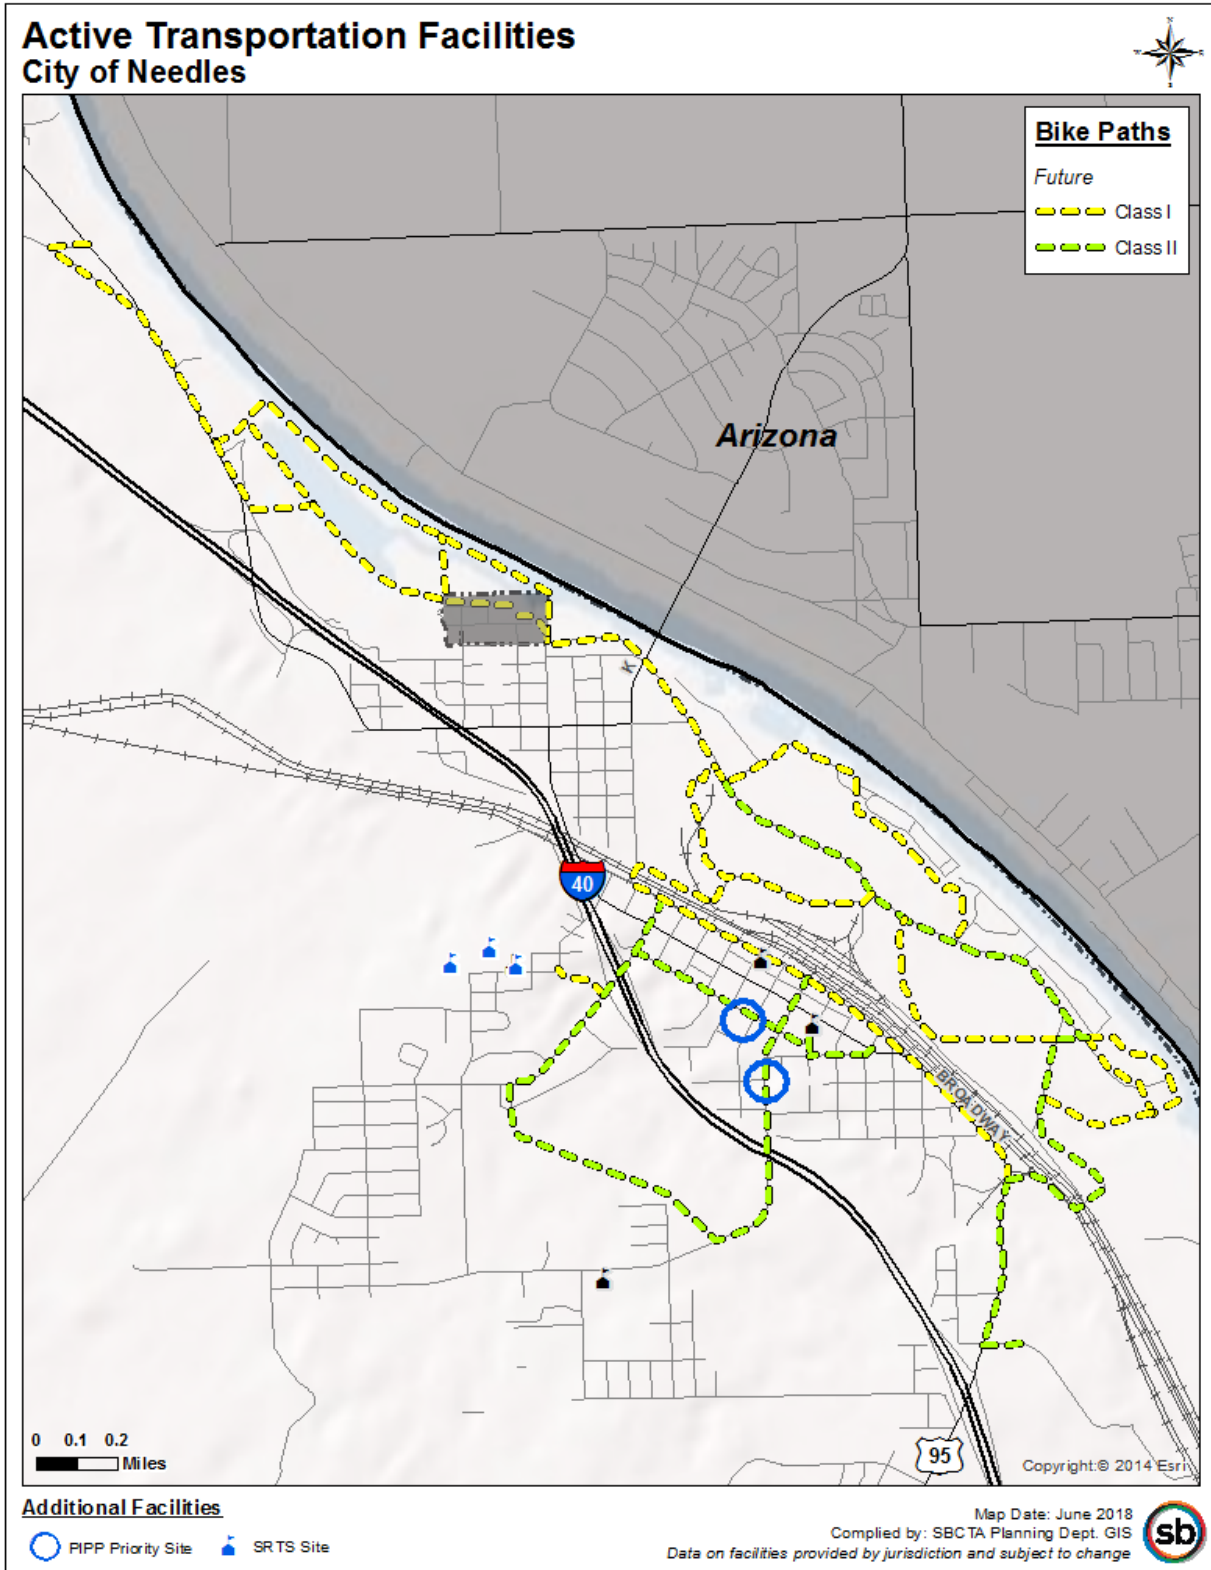 Active Transportation Facilities
City of Needles
N
W E
S
Bike Paths
Future
Class I
Class II
Arizona
K
40
BROADWAY
0 0.1 0.2
Miles
95
Copyright:© 2014 Esri
Additional Facilities
PIPP Priority Site
SRTS Site
Map Date: June 2018
Complied by: SBCTA Planning Dept. GIS
Data on facilities provided by jurisdiction and subject to change
sb